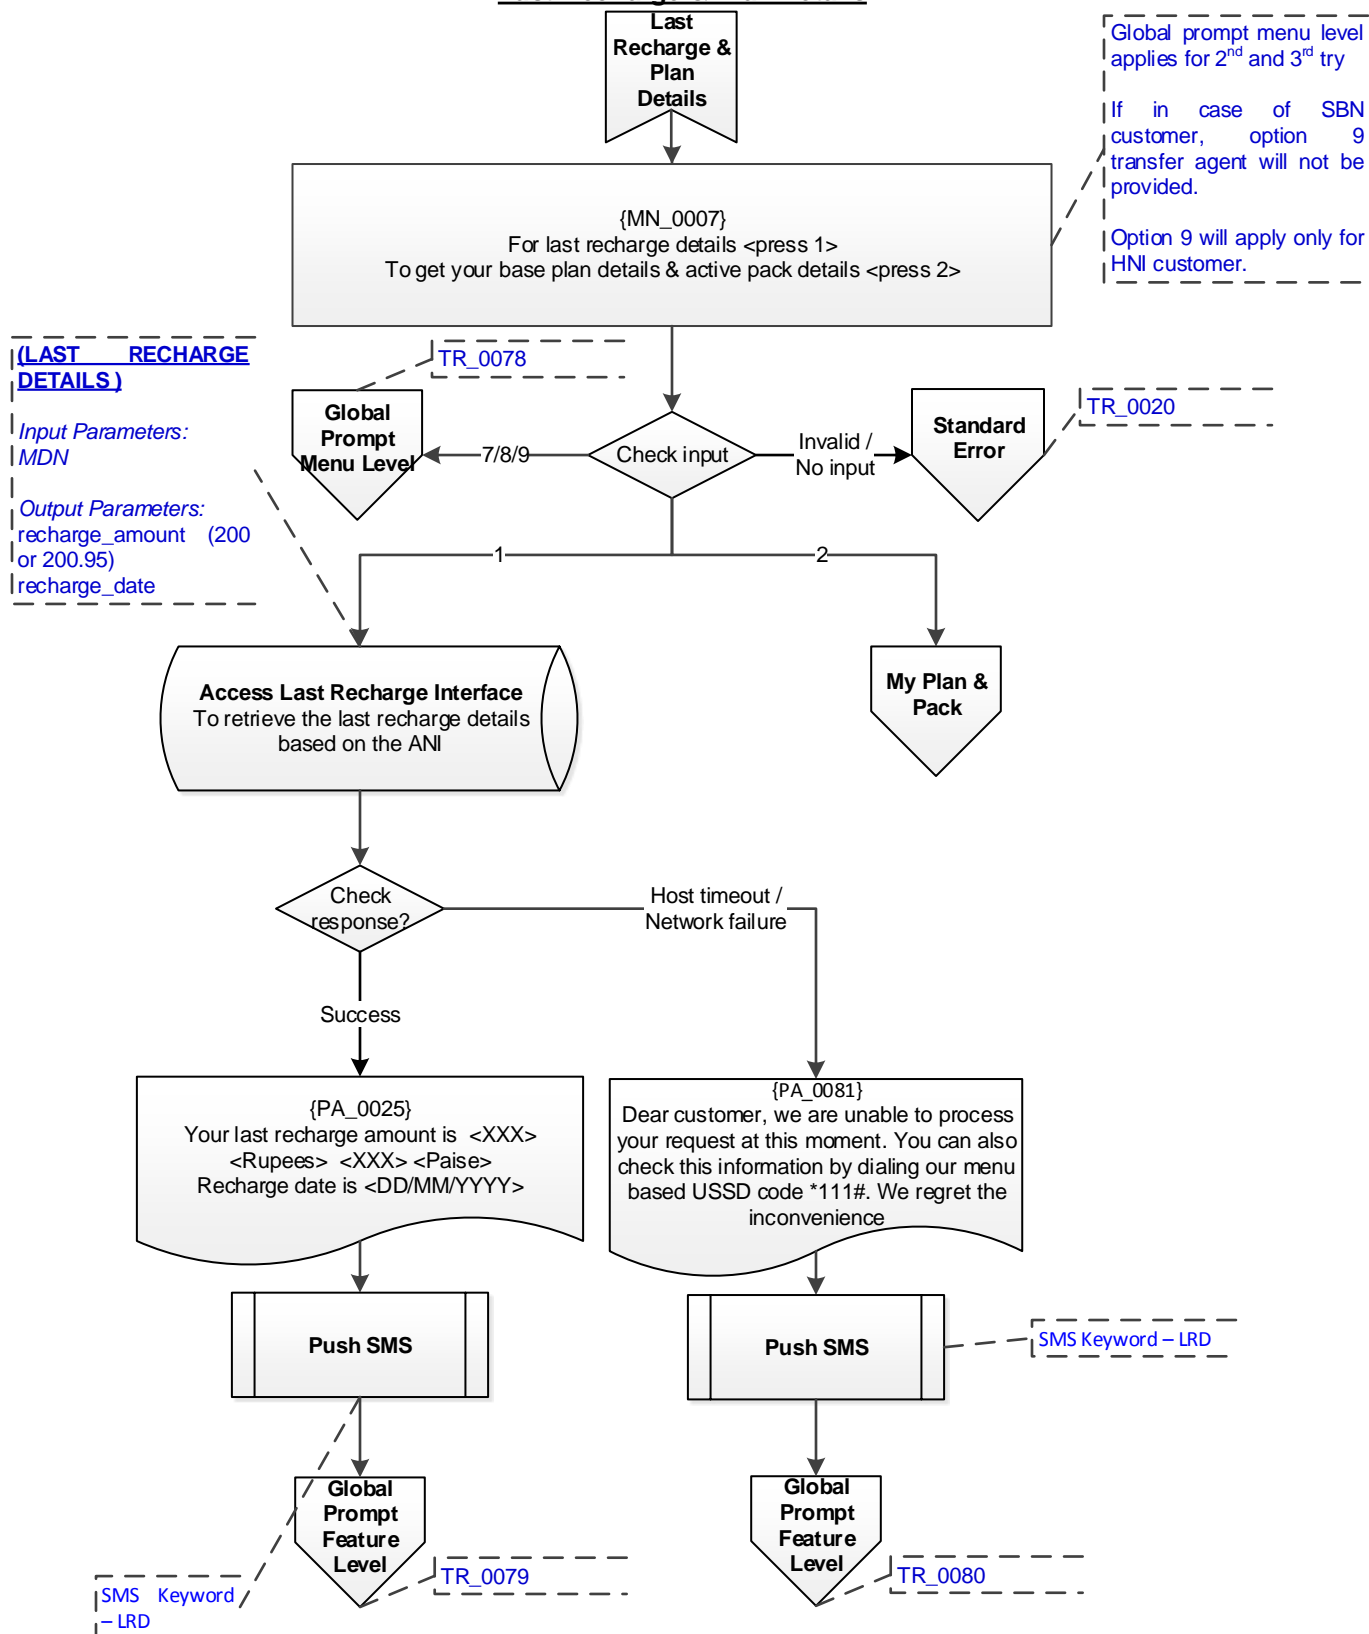 Last
Recharge &
Plan
Details
Global prompt menu level
applies for 2nd and 3rd try
If in case of SBN
customer, option 9
transfer agent will not be
provided.
Option 9 will apply only for
HNI customer.
{MN_0007}
For last recharge details <press 1>
To get your base plan details & active pack details <press 2>
(LAST RECHARGE
DETAILS )
Input Parameters:
MDN
Output Parameters:
recharge_amount (200
or 200.95)
recharge_date
TR_0078
Global
Prompt
Menu Level
7/8/9
Check input
Invalid /
No input
Standard
Error
TR_0020
1
2
Access Last Recharge Interface
To retrieve the last recharge details
based on the ANI
My Plan &
Pack
Check
response?
Host timeout /
Network failure
Success
{PA_0025}
Your last recharge amount is <XXX>
<Rupees> <XXX> <Paise>
Recharge date is <DD/MM/YYYY>
{PA_0081}
Dear customer, we are unable to process
your request at this moment. You can also
check this information by dialing our menu
based USSD code *111#. We regret the
inconvenience
Push SMS
Push SMS
SMS Keyword – LRD
Global
Prompt
Feature
Level
TR_0079
Global
Prompt
Feature
Level
TR_0080
SMS Keyword
– LRD